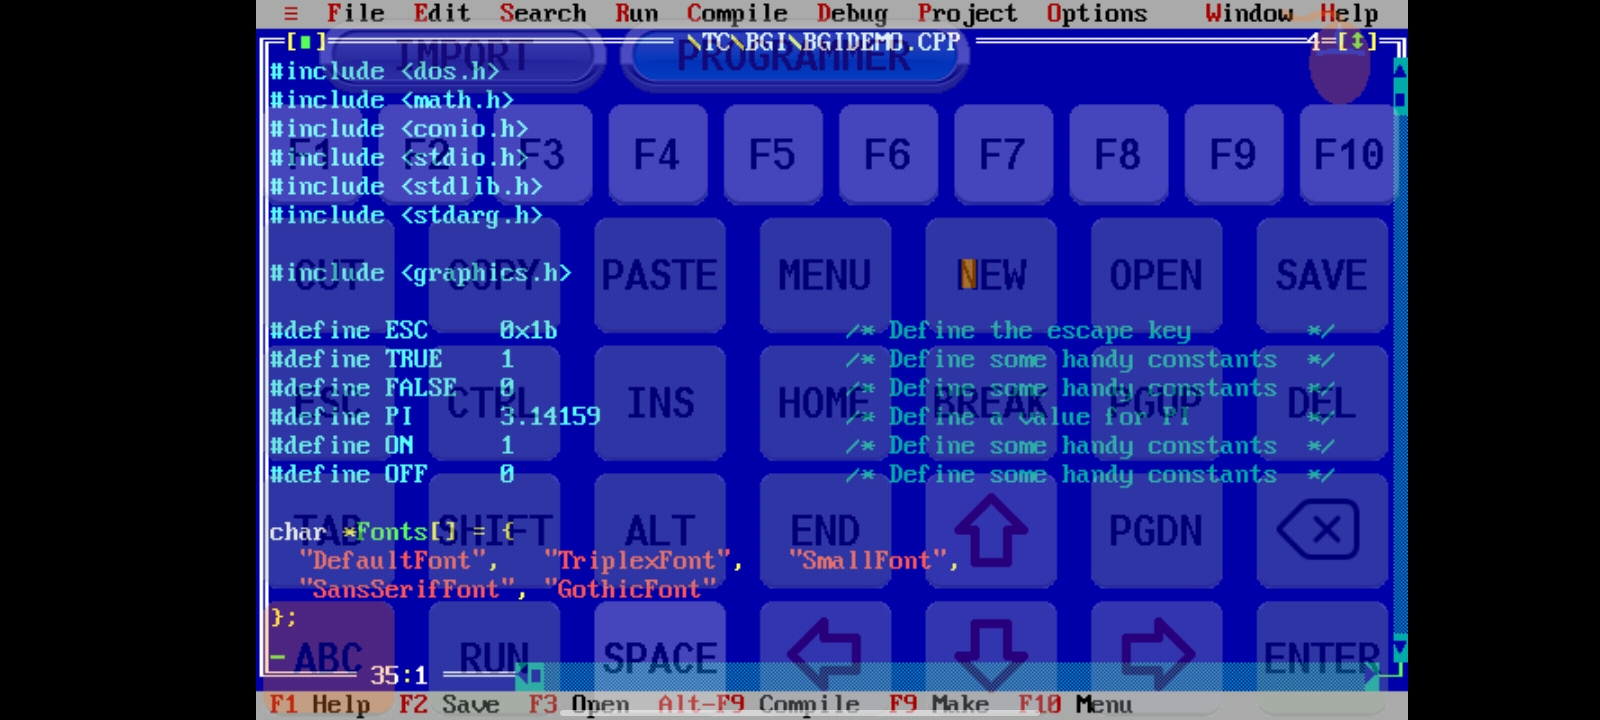 ≡ File Edit Search Run Compile Debug Project Options Window Help
[■] \TC\BGI\BGIDEMO.CPP 4=[↕]
IMPORT PROGRAMMER
#include <dos.h>
#include <math.h>
#include <conio.h>
F1 F2 F3 F4 F5 F6 F7 F8 F9 F10
#include <stdio.h>
#include <stdlib.h>
#include <stdarg.h>
#include <graphics.h>
CUT COPY PASTE MENU NEW OPEN SAVE
#define ESC 0x1b /* Define the escape key */
#define TRUE 1 /* Define some handy constants */
#define FALSE 0 /* Define some handy constants */
ESC CTRL INS HOME BREAK PGUP DEL
#define PI 3.14159 /* Define a value for PI */
#define ON 1 /* Define some handy constants */
#define OFF 0 /* Define some handy constants */
char *Fonts[] = {
TAB SHIFT ALT END PGDN
"DefaultFont", "TriplexFont", "SmallFont",
"SansSerifFont", "GothicFont"
};
ABC RUN SPACE ENTER
35:1
F1 Help F2 Save F3 Open Alt-F9 Compile F9 Make F10 Menu